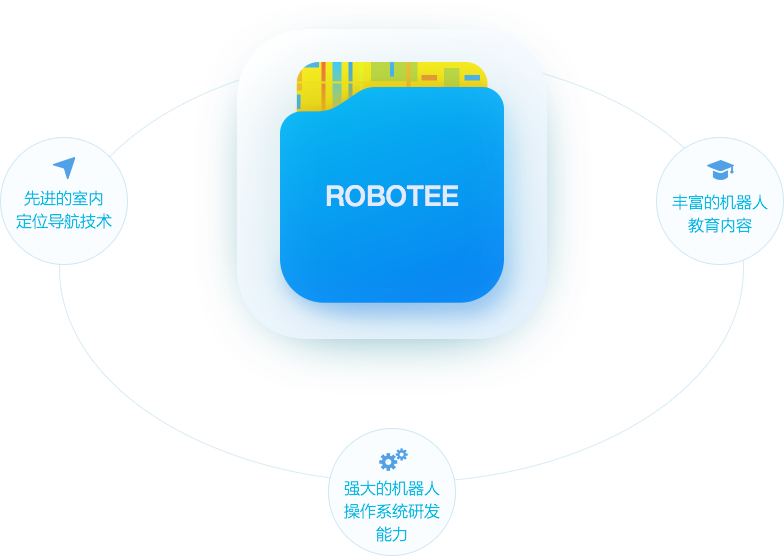 ROBOTEE
先进的室内
定位导航技术
丰富的机器人
教育内容
强大的机器人
操作系统研发
能力